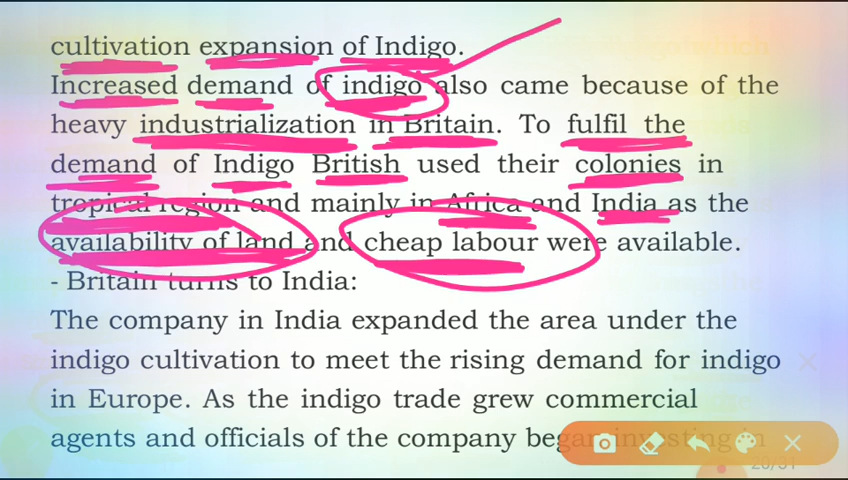 cultivation expansion of Indigo.
Increased demand of indigo also came because of the
heavy industrialization in Britain. To fulfil the
demand of Indigo British used their colonies in
tropical region and mainly in Africa and India as the
availability of land and cheap labour were available.
- Britain turns to India:
The company in India expanded the area under the
indigo cultivation to meet the rising demand for indigo
in Europe. As the indigo trade grew commercial
agents and officials of the company began investing in
20/31